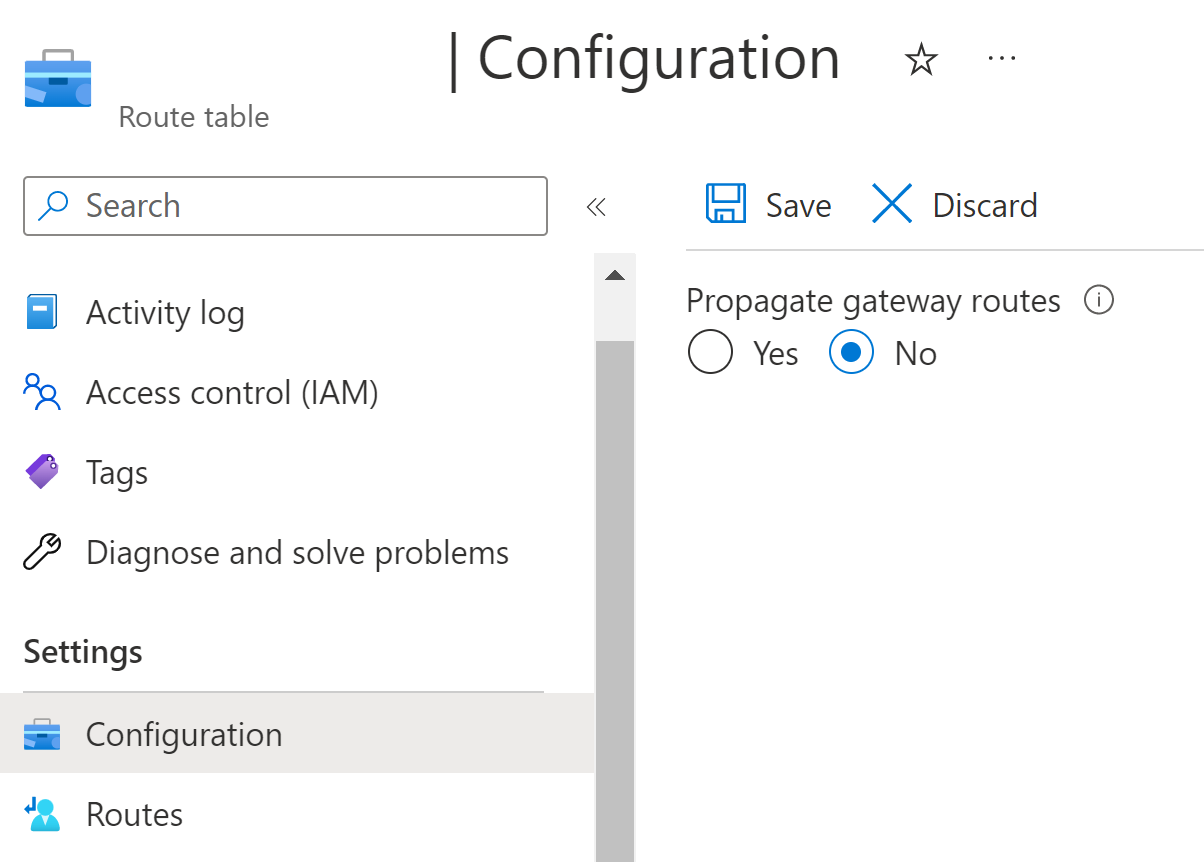 | Configuration
Route table
Search
Activity log
Access control (IAM)
Tags
Diagnose and solve problems
Settings
Configuration
Routes
Save Discard
Propagate gateway routes
Yes No